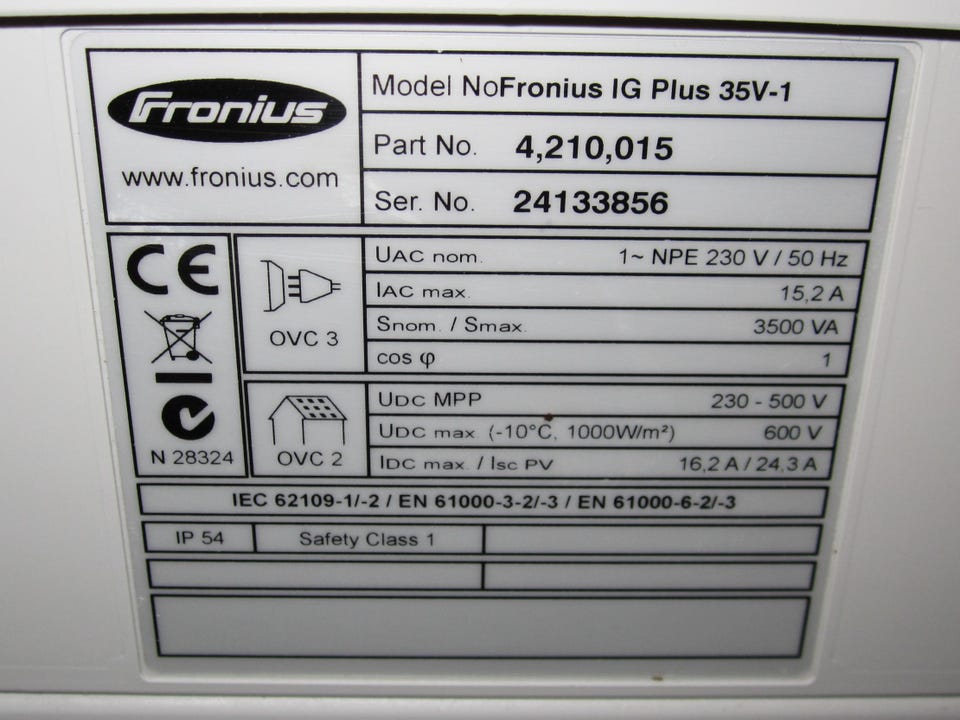 Fronius
www.fronius.com
Model NoFronius IG Plus 35V-1
Part No. 4,210,015
Ser. No. 24133856
CE
N 28324
OVC 3
UAC nom. 1~ NPE 230 V / 50 Hz
IAC max. 15,2 A
Snom. / Smax. 3500 VA
cos φ 1
OVC 2
UDC MPP 230 - 500 V
UDC max. (-10°C, 1000W/m²) 600 V
IDC max. / Isc PV 16,2 A / 24,3 A
IEC 62109-1/-2 / EN 61000-3-2/-3 / EN 61000-6-2/-3
IP 54 Safety Class 1